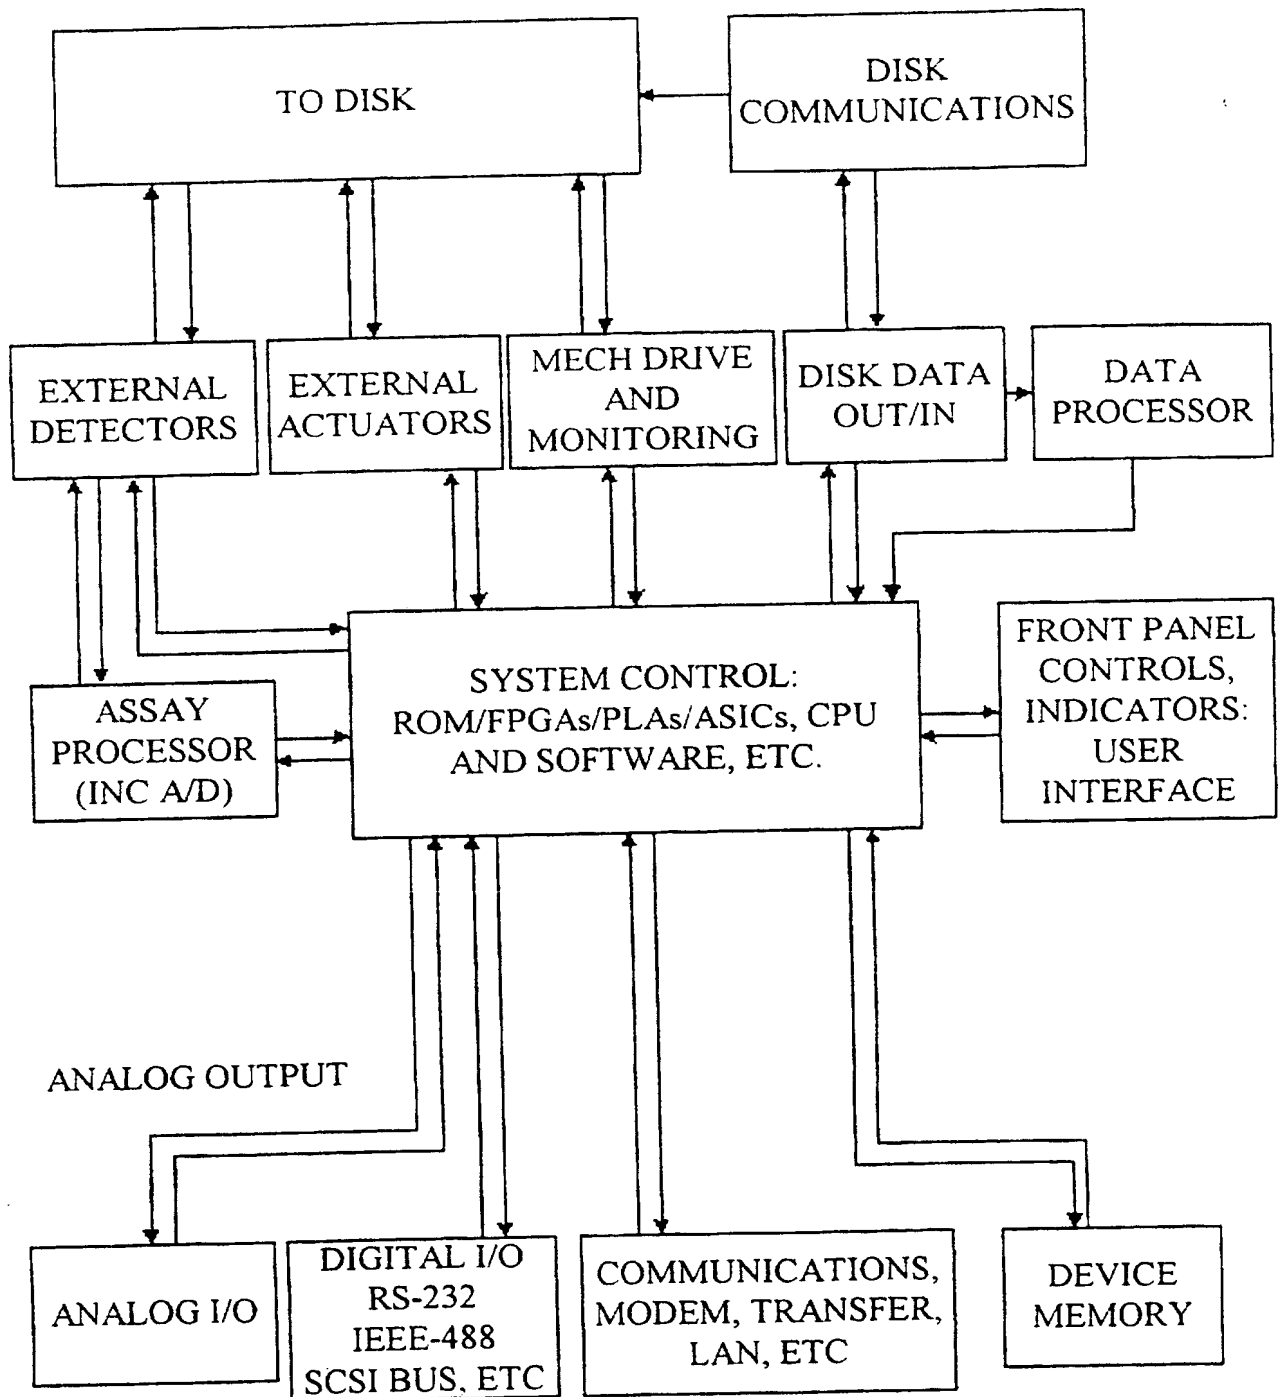 TO DISK
DISK
COMMUNICATIONS
EXTERNAL
DETECTORS
EXTERNAL
ACTUATORS
MECH DRIVE
AND
MONITORING
DISK DATA
OUT/IN
DATA
PROCESSOR
ASSAY
PROCESSOR
(INC A/D)
SYSTEM CONTROL:
ROM/FPGAs/PLAs/ASICs, CPU
AND SOFTWARE, ETC.
FRONT PANEL
CONTROLS,
INDICATORS:
USER
INTERFACE
ANALOG OUTPUT
ANALOG I/O
DIGITAL I/O
RS-232
IEEE-488
SCSI BUS, ETC
COMMUNICATIONS,
MODEM, TRANSFER,
LAN, ETC
DEVICE
MEMORY